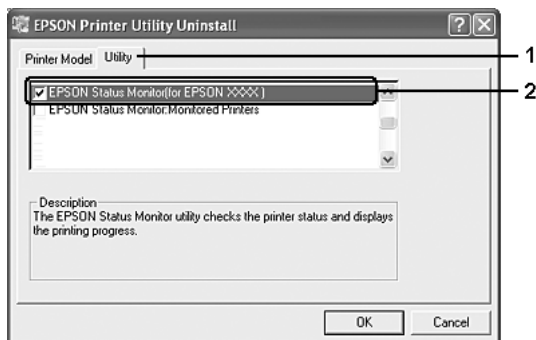 EPSON Printer Utility Uninstall
Printer Model Utility
1
EPSON Status Monitor(for EPSON XXXX )
2
EPSON Status Monitor:Monitored Printers
Description
The EPSON Status Monitor utility checks the printer status and displays
the printing progress.
OK Cancel